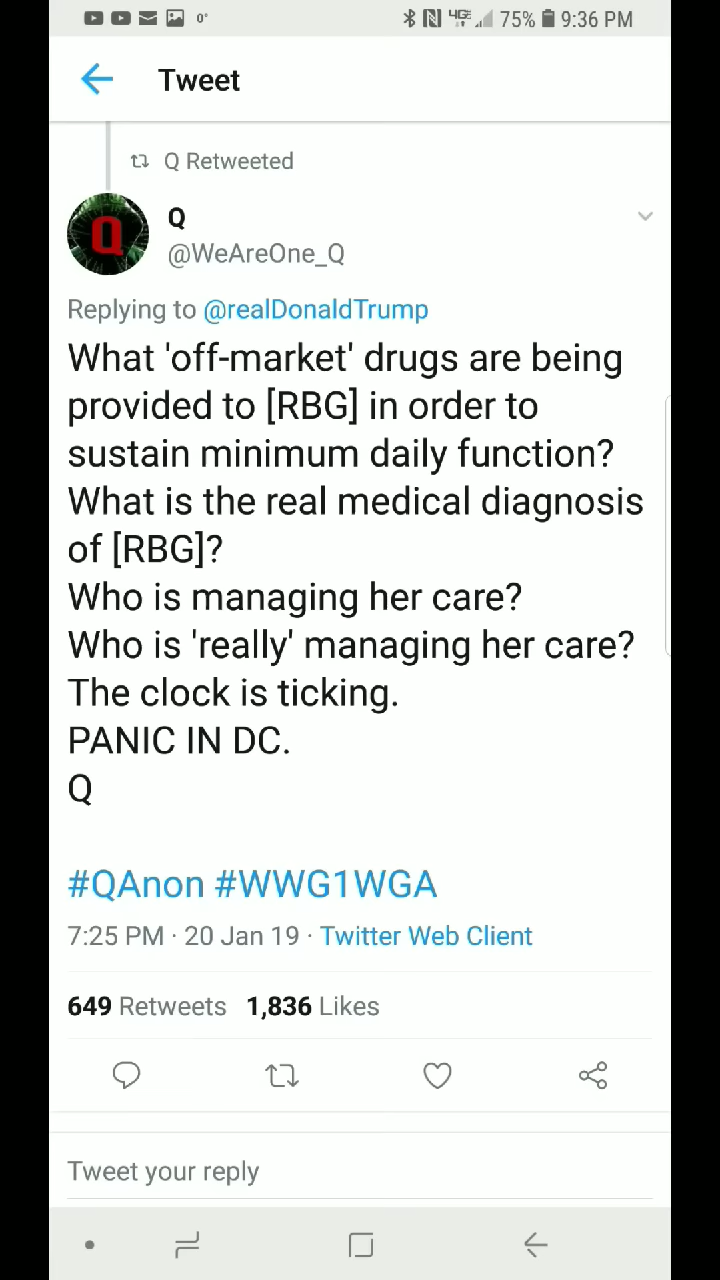 0° 4GE 75% 9:36 PM
Tweet
Q Retweeted
Q
Q
@WeAreOne_Q
Replying to @realDonaldTrump
What 'off-market' drugs are being
provided to [RBG] in order to
sustain minimum daily function?
What is the real medical diagnosis
of [RBG]?
Who is managing her care?
Who is 'really' managing her care?
The clock is ticking.
PANIC IN DC.
Q
#QAnon #WWG1WGA
7:25 PM · 20 Jan 19 · Twitter Web Client
649 Retweets 1,836 Likes
Tweet your reply